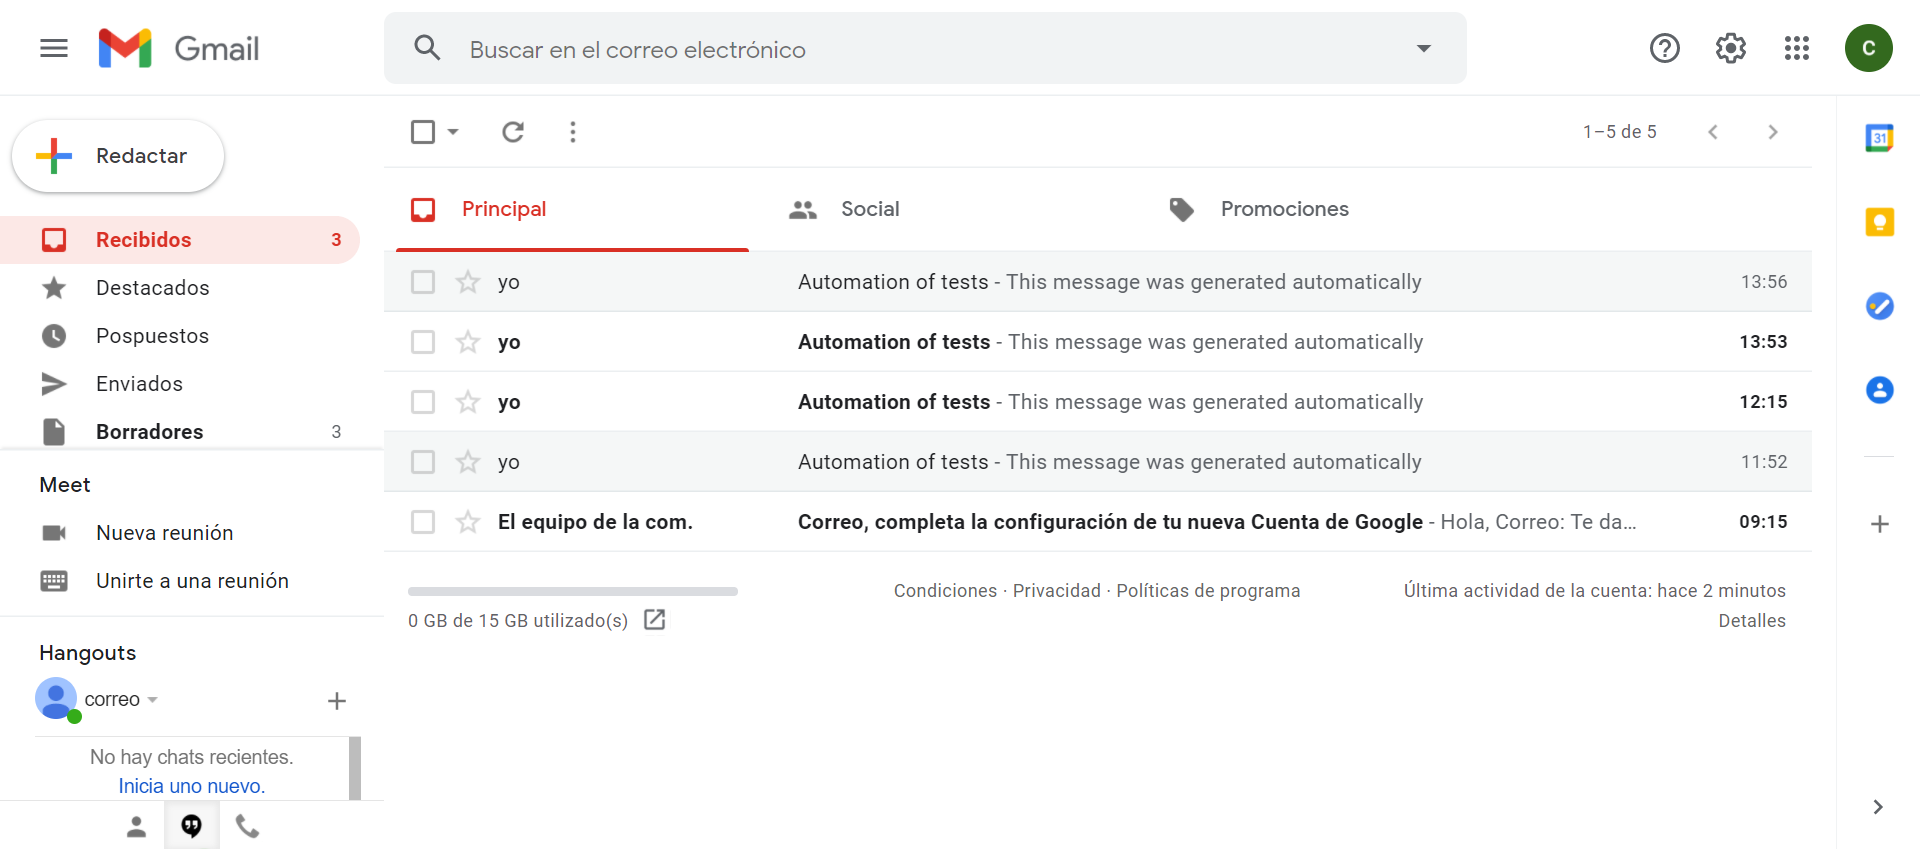 Gmail
Buscar en el correo electrónico
C
Redactar
1–5 de 5
31
Principal
Social
Promociones
Recibidos 3
Destacados
Pospuestos
Enviados
Borradores 3
yo Automation of tests - This message was generated automatically 13:56
yo Automation of tests - This message was generated automatically 13:53
yo Automation of tests - This message was generated automatically 12:15
yo Automation of tests - This message was generated automatically 11:52
El equipo de la com. Correo, completa la configuración de tu nueva Cuenta de Google - Hola, Correo: Te da... 09:15
Meet
Nueva reunión
Unirte a una reunión
0 GB de 15 GB utilizado(s)
Condiciones · Privacidad · Políticas de programa
Última actividad de la cuenta: hace 2 minutos
Detalles
Hangouts
correo
No hay chats recientes.
Inicia uno nuevo.